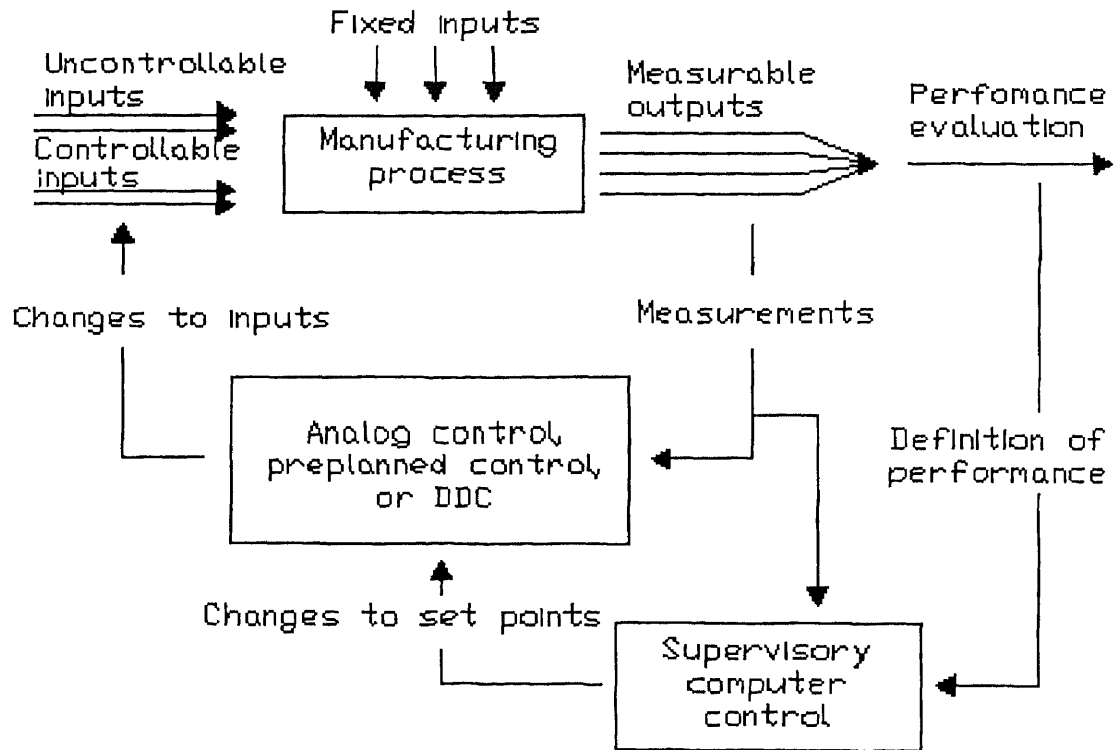 Fixed inputs
Uncontrollable
inputs
Controllable
inputs
Manufacturing
process
Measurable
outputs
Perfomance
evaluation
Changes to inputs
Measurements
Analog control,
preplanned control
or DDC
Definition of
performance
Changes to set points
Supervisory
computer
control